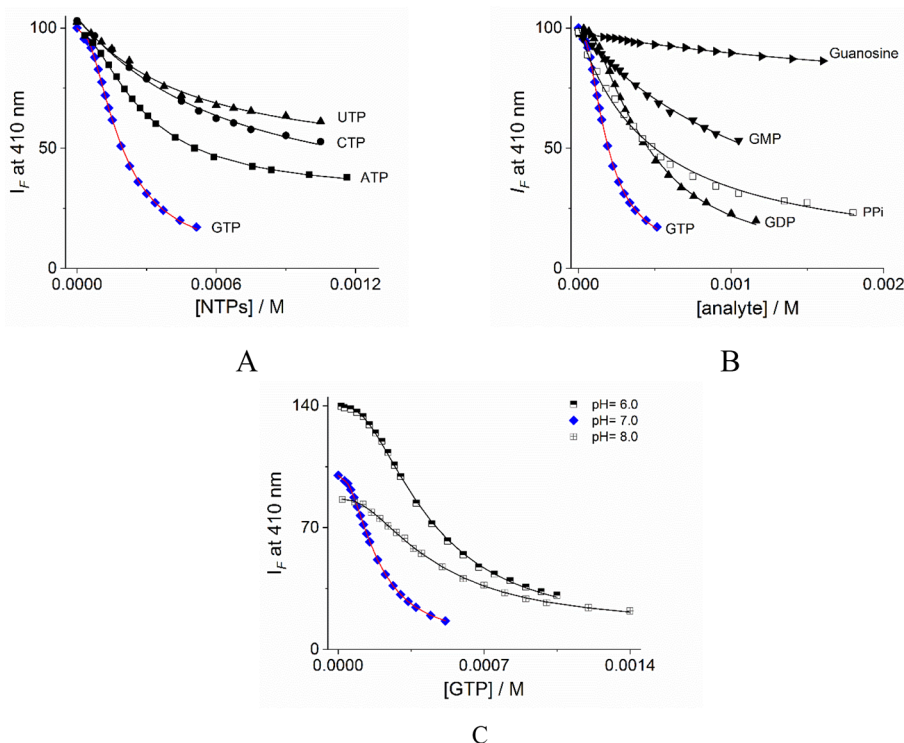 100
50
0
I_F at 410 nm
UTP
CTP
ATP
GTP
0.0000
0.0006
0.0012
[NTPs] / M
A
100
50
0
I_F at 410 nm
Guanosine
GMP
PPi
GTP
GDP
0.000
0.001
0.002
[analyte] / M
B
140
70
0
I_F at 410 nm
pH= 6.0
pH= 7.0
pH= 8.0
0.0000
0.0007
0.0014
[GTP] / M
C